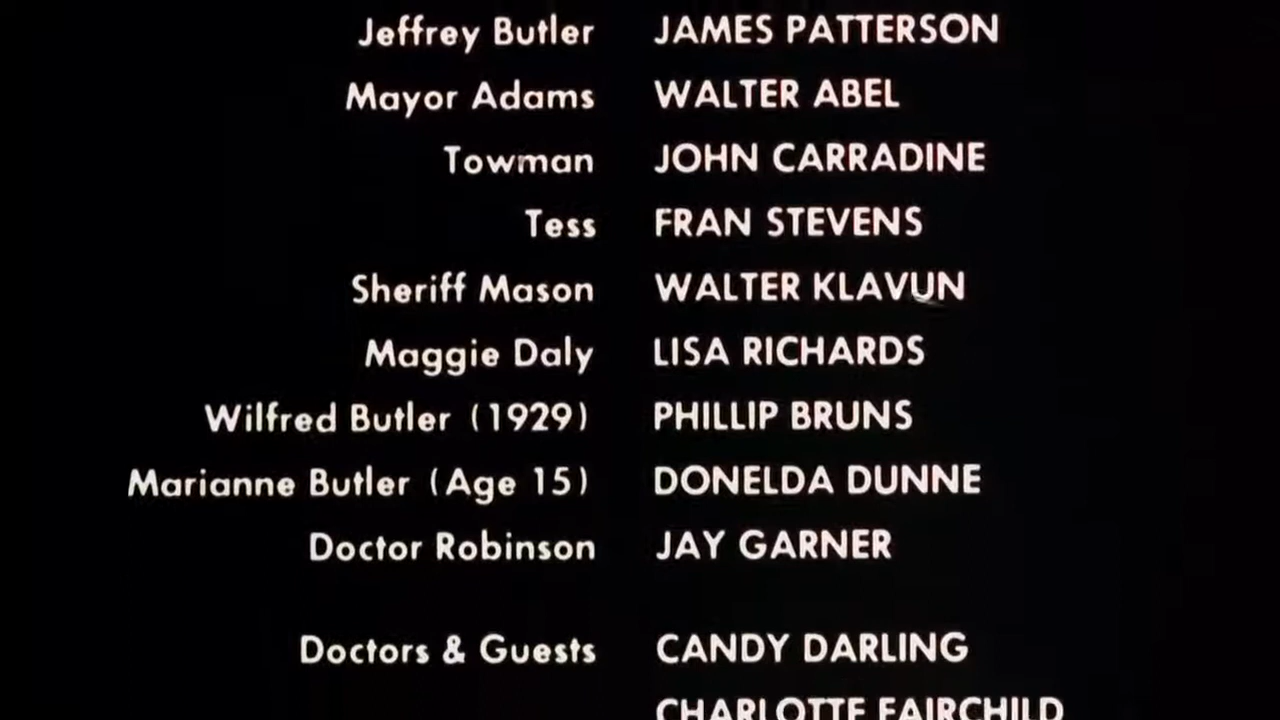 Jeffrey Butler JAMES PATTERSON
Mayor Adams WALTER ABEL
Towman JOHN CARRADINE
Tess FRAN STEVENS
Sheriff Mason WALTER KLAVUN
Maggie Daly LISA RICHARDS
Wilfred Butler (1929) PHILLIP BRUNS
Marianne Butler (Age 15) DONELDA DUNNE
Doctor Robinson JAY GARNER
Doctors & Guests CANDY DARLING
CHARLOTTE FAIRCHILD